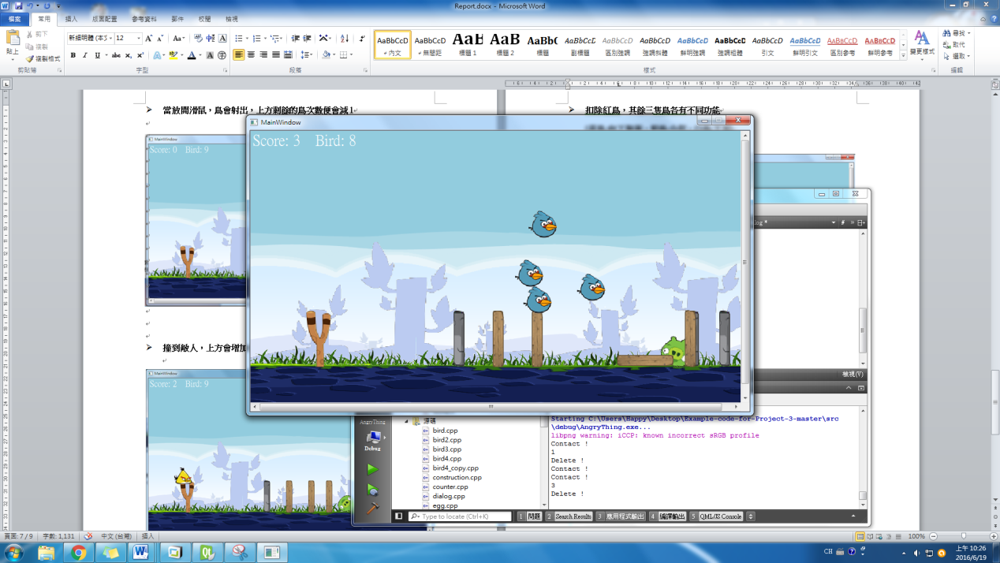 Report.docx - Microsoft Word
檔案 常用 插入 版面配置 參考資料 郵件 校閱 檢視
剪下
複製
複製格式
貼上
新細明體 (本文 12
AaBbCcD AaBbCcD AaBb AaBb AaBbC AaBbCcD AaBbCcD AaBbCcD AaBbCcD AaBbCcD AaBbCcD AaBbCcD AABBCCD AABBCCD
內文 無間距 標題 1 標題 2 標題 副標題 區別強調 強調斜體 鮮明強調 強調粗體 引文 鮮明引文 區別參考 鮮明參考
變更樣式
尋找
取代
選取
剪貼簿 字型 段落 樣式 編輯
當放開滑鼠，鳥會射出，上方剩餘的鳥次數便會減 1
扣除紅鳥，其餘三隻鳥各有不同功能
MainWindow
Score: 0 Bird: 9
MainWindow
Score: 3 Bird: 8
撞到敵人，上方會增加
MainWindow
Score: 2 Bird: 9
檢視(V)
AngryThing
Debug
源碼
bird.cpp
bird2.cpp
bird3.cpp
bird4.cpp
bird4_copy.cpp
construction.cpp
counter.cpp
dialog.cpp
egg.cpp
Starting C:\Users\Happy\Desktop\Example-code-for-Project-3-master\src
\debug\AngryThing.exe...
libpng warning: iCCP: known incorrect sRGB profile
Contact !
1
Delete !
Contact !
Contact !
3
Delete !
Type to locate (Ctrl+K)
1 問題 2 Search Results 3 應用程式輸出 4 編譯輸出 5 QML/JS Console
頁面: 7 / 9 字數: 1,131 中文 (台灣) 插入 100%
CH
上午 10:26
2016/6/19